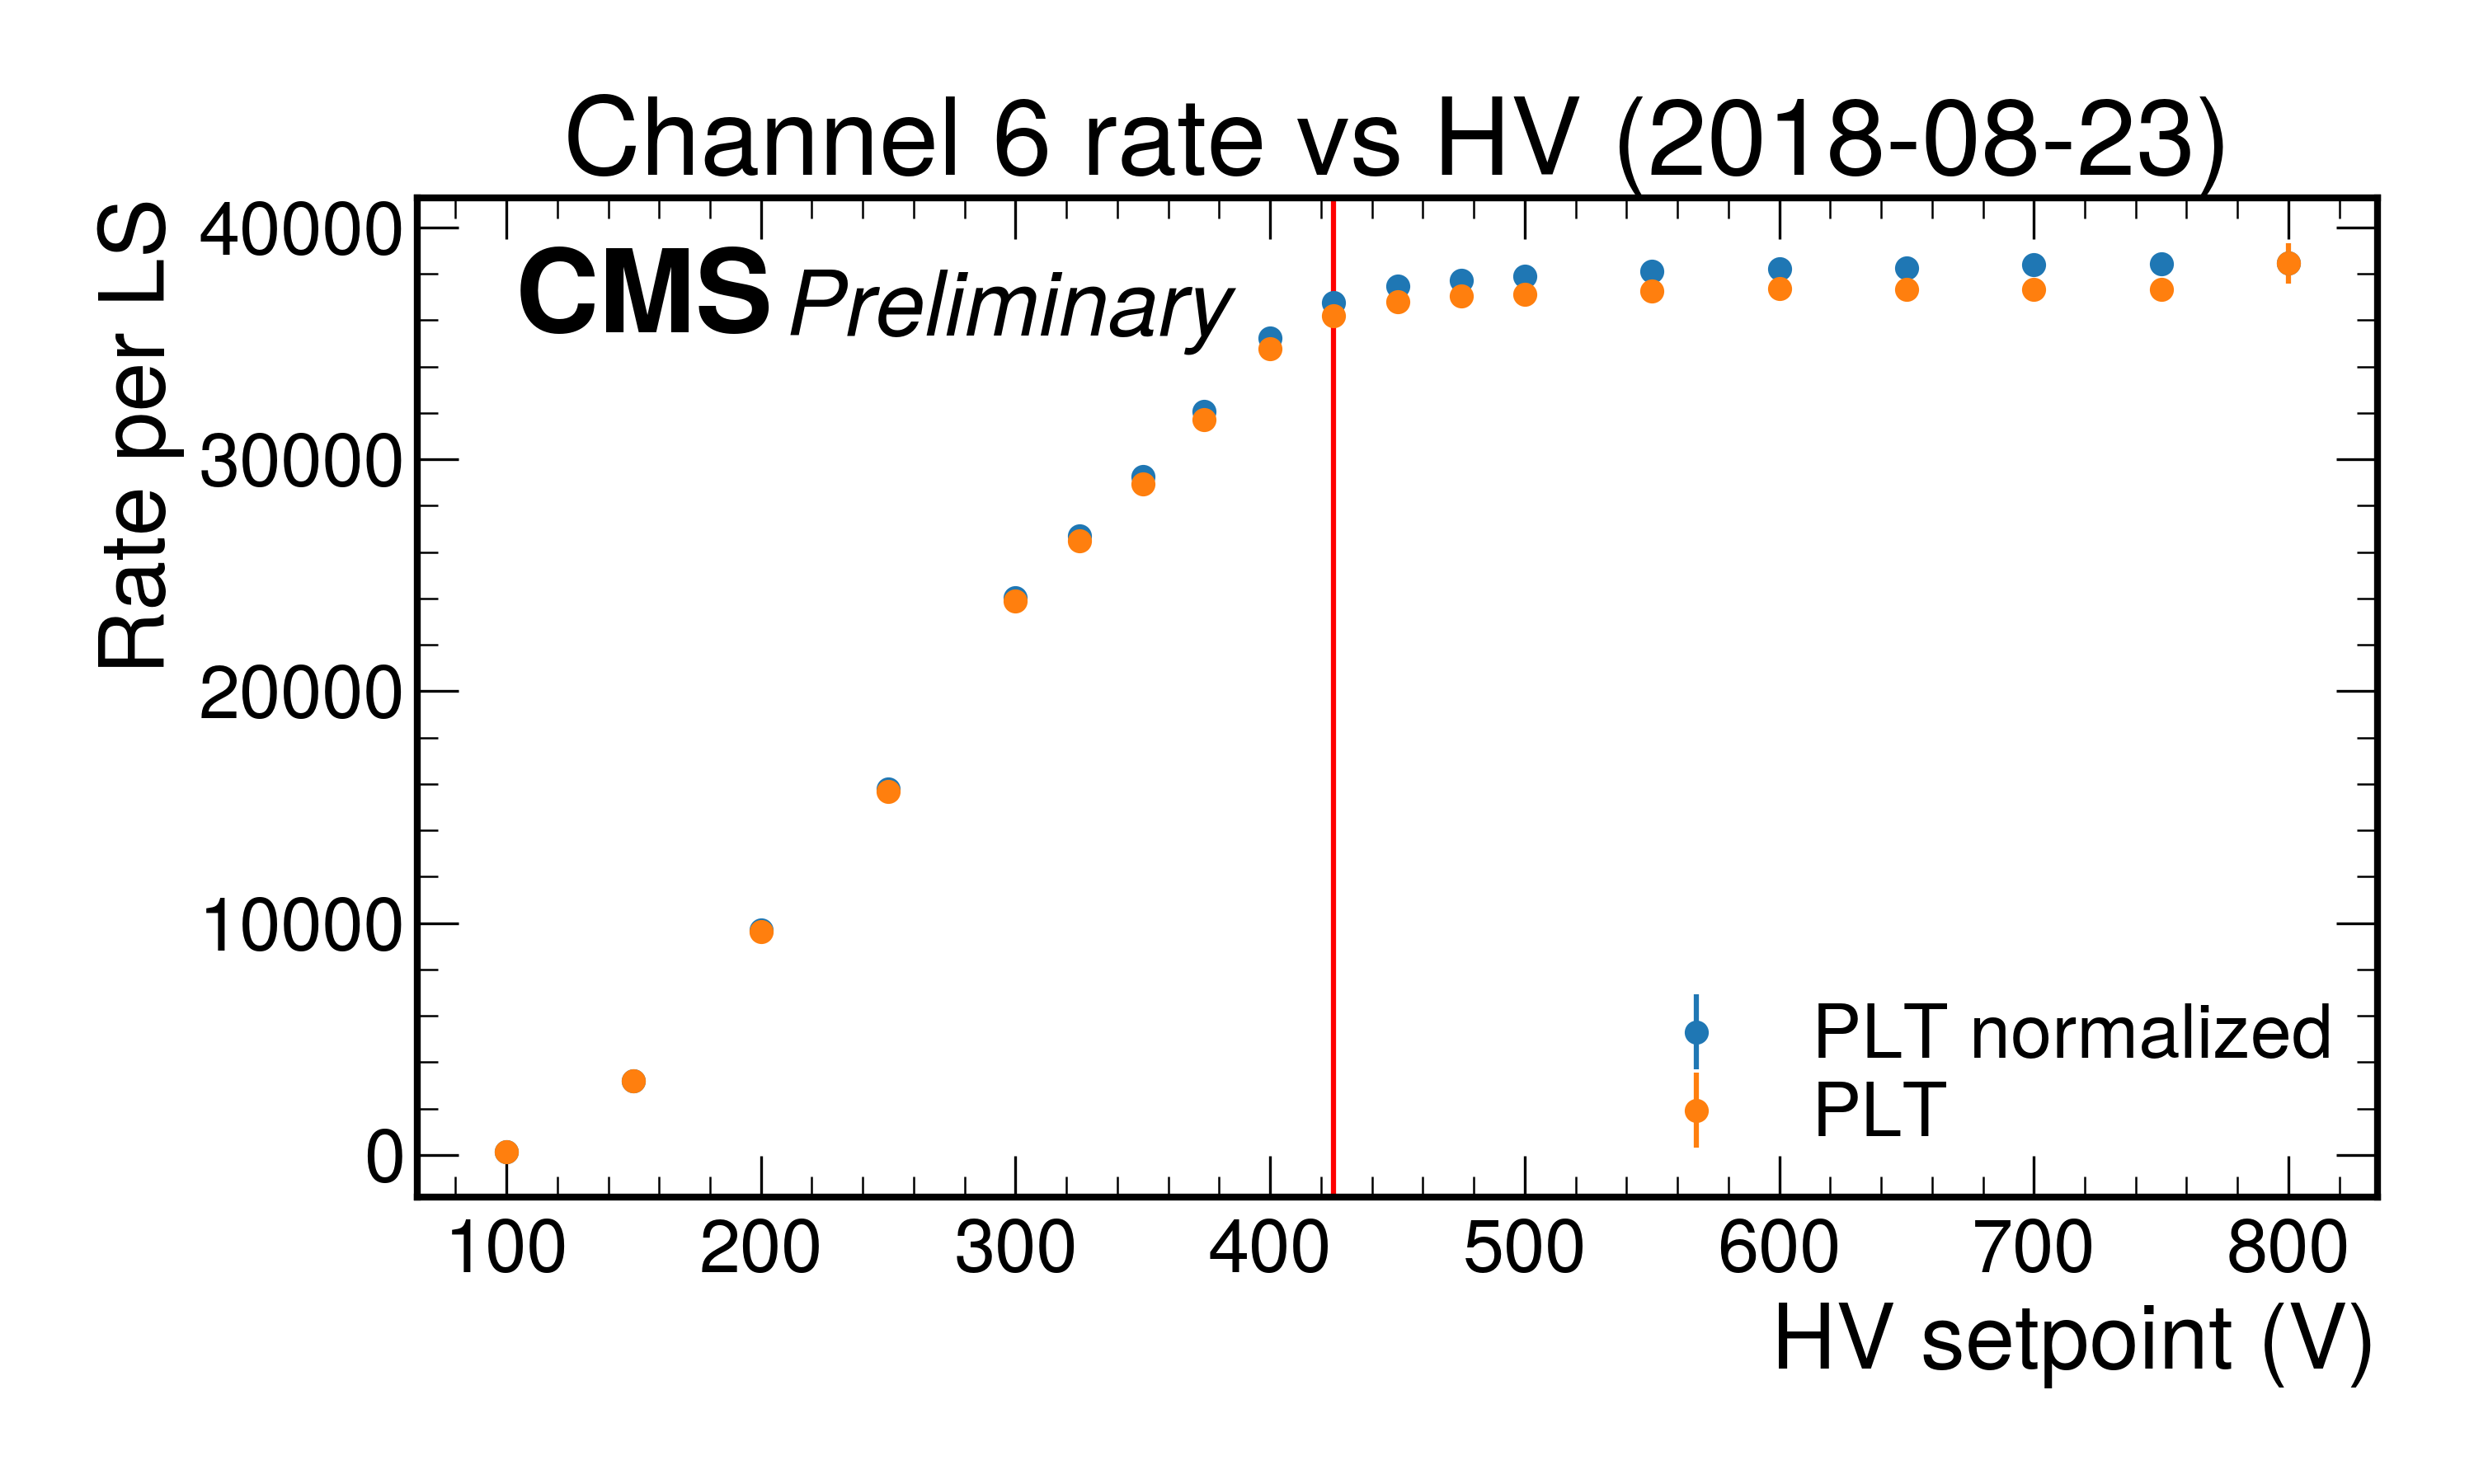 Channel 6 rate vs HV (2018-08-23)
Rate per LS
40000
CMS Preliminary
30000
20000
10000
0
PLT normalized
PLT
100 200 300 400 500 600 700 800
HV setpoint (V)